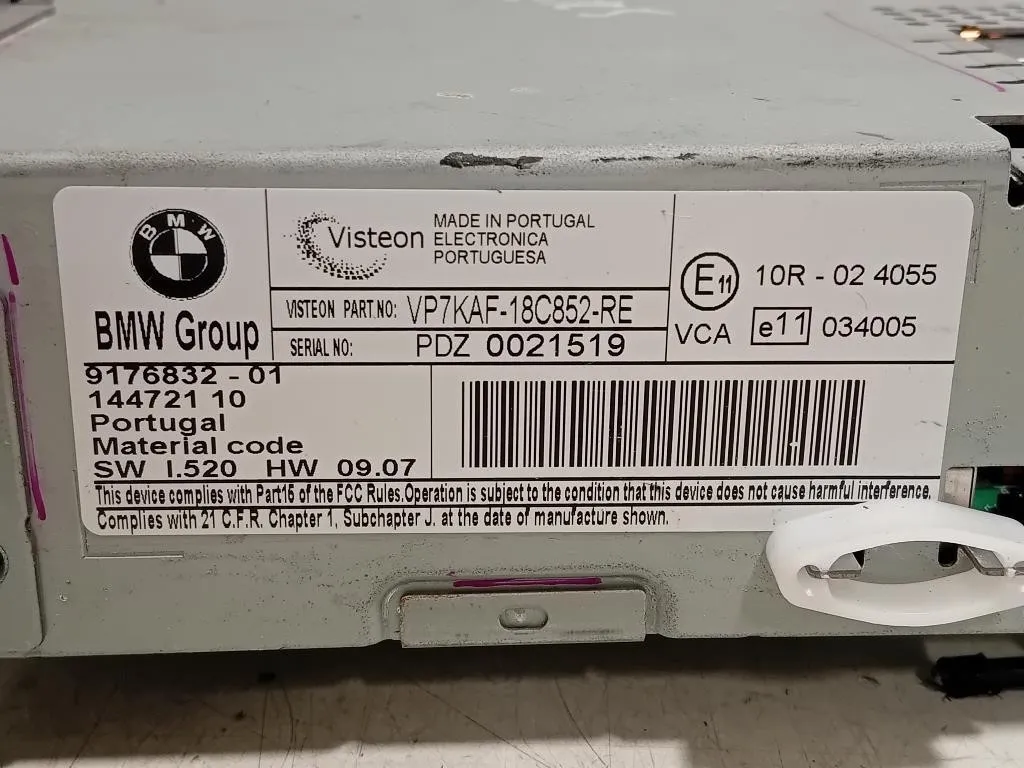 BMW
BMW Group
Visteon
MADE IN PORTUGAL
ELECTRONICA
PORTUGUESA
VISTEON PART NO: VP7KAF-18C852-RE
SERIAL NO: PDZ 0021519
E11 10R - 02 4055
VCA e11 034005
9176832 - 01
144721 10
Portugal
Material code
SW I.520 HW 09.07
This device complies with Part15 of the FCC Rules.Operation is subject to the condition that this device does not cause harmful interference.
Complies with 21 C.F.R. Chapter 1, Subchapter J. at the date of manufacture shown.